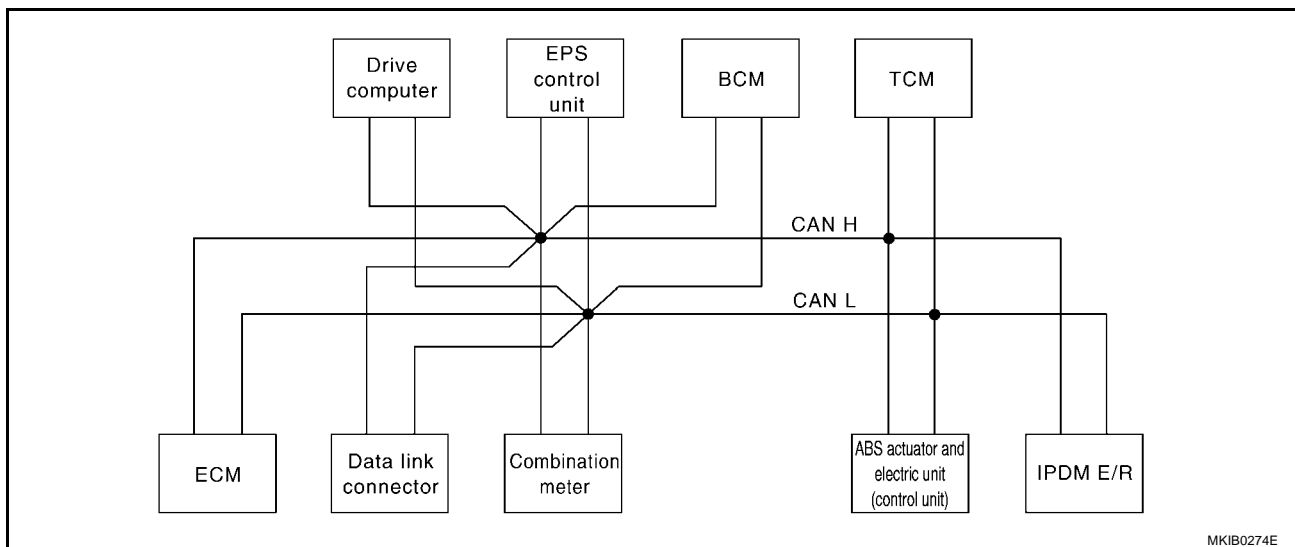 Drive
computer
EPS
control
unit
BCM
TCM
CAN H
CAN L
ECM
Data link
connector
Combination
meter
ABS actuator and
electric unit
(control unit)
IPDM E/R
MKIB0274E